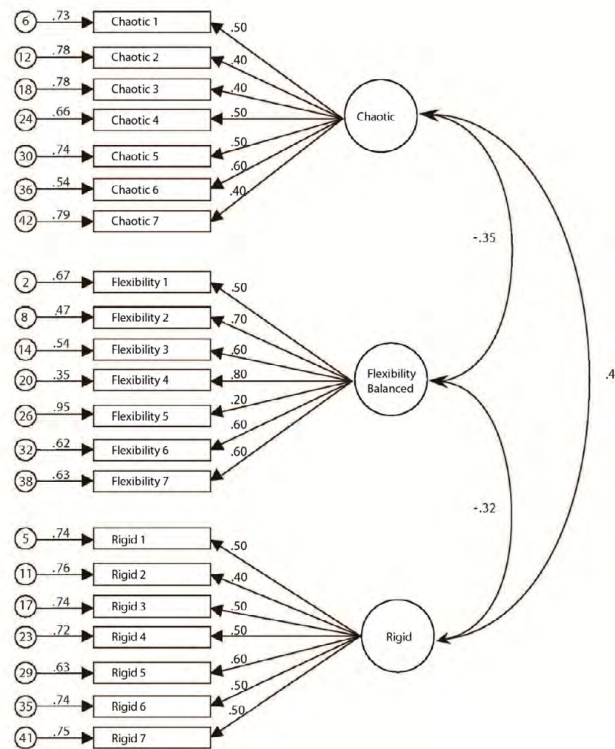 6 .73 Chaotic 1 .50
12 .78 Chaotic 2 .40
18 .78 Chaotic 3 .40
24 .66 Chaotic 4 .50
Chaotic
30 .74 Chaotic 5 .50
36 .54 Chaotic 6 .60
42 .79 Chaotic 7 .40
-.35
2 .67 Flexibility 1 .50
8 .47 Flexibility 2 .70
14 .54 Flexibility 3 .60
20 .35 Flexibility 4 .80
Flexibility
Balanced
.4
26 .95 Flexibility 5 .20
32 .62 Flexibility 6 .60
38 .63 Flexibility 7 .60
-.32
5 .74 Rigid 1 .50
11 .76 Rigid 2 .40
17 .74 Rigid 3 .50
23 .72 Rigid 4 .50
Rigid
29 .63 Rigid 5 .60
35 .74 Rigid 6 .50
41 .75 Rigid 7 .50